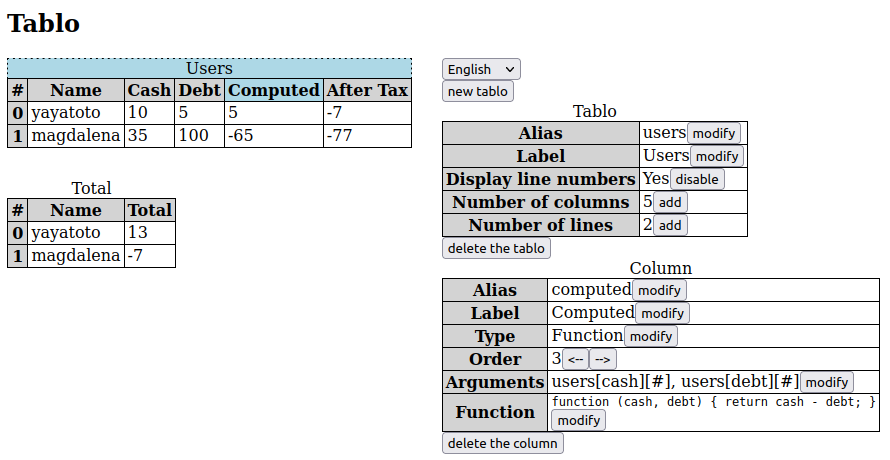 Tablo
Users
# Name Cash Debt Computed After Tax
0 yayatoto 10 5 5 -7
1 magdalena 35 100 -65 -77
Total
# Name Total
0 yayatoto 13
1 magdalena -7
English
new tablo
Tablo
Alias users modify
Label Users modify
Display line numbers Yes disable
Number of columns 5 add
Number of lines 2 add
delete the tablo
Column
Alias computed modify
Label Computed modify
Type Function modify
Order 3 <-- -->
Arguments users[cash][#], users[debt][#] modify
Function function (cash, debt) { return cash - debt; }
modify
delete the column